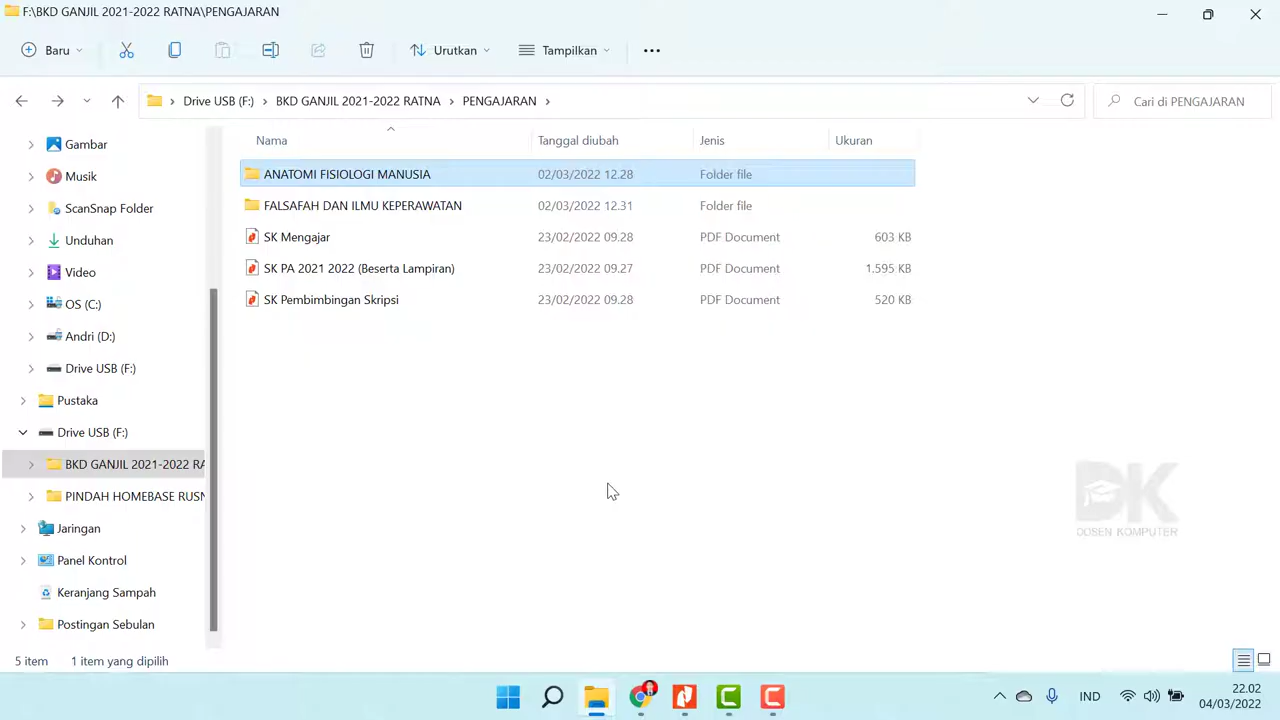 F:\BKD GANJIL 2021-2022 RATNA\PENGAJARAN
Baru
Urutkan
Tampilkan
Drive USB (F:) > BKD GANJIL 2021-2022 RATNA > PENGAJARAN >
Cari di PENGAJARAN
Nama Tanggal diubah Jenis Ukuran
ANATOMI FISIOLOGI MANUSIA 02/03/2022 12.28 Folder file
FALSAFAH DAN ILMU KEPERAWATAN 02/03/2022 12.31 Folder file
SK Mengajar 23/02/2022 09.28 PDF Document 603 KB
SK PA 2021 2022 (Beserta Lampiran) 23/02/2022 09.27 PDF Document 1.595 KB
SK Pembimbingan Skripsi 23/02/2022 09.28 PDF Document 520 KB
Gambar
Musik
ScanSnap Folder
Unduhan
Video
OS (C:)
Andri (D:)
Drive USB (F:)
Pustaka
Drive USB (F:)
BKD GANJIL 2021-2022 RA
PINDAH HOMEBASE RUSN
Jaringan
Panel Kontrol
Keranjang Sampah
Postingan Sebulan
DK
DOSEN KOMPUTER
5 item 1 item yang dipilih
IND
22.02
04/03/2022